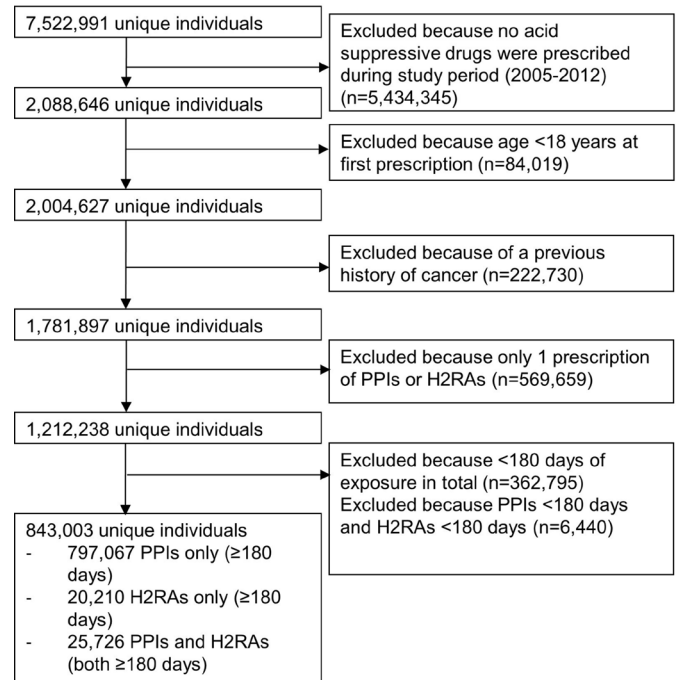 7,522,991 unique individuals
Excluded because no acid
suppressive drugs were prescribed
during study period (2005-2012)
(n=5,434,345)
2,088,646 unique individuals
Excluded because age <18 years at
first prescription (n=84,019)
2,004,627 unique individuals
Excluded because of a previous
history of cancer (n=222,730)
1,781,897 unique individuals
Excluded because only 1 prescription
of PPIs or H2RAs (n=569,659)
1,212,238 unique individuals
Excluded because <180 days of
exposure in total (n=362,795)
Excluded because PPIs <180 days
and H2RAs <180 days (n=6,440)
843,003 unique individuals
- 797,067 PPIs only (≥180
days)
- 20,210 H2RAs only (≥180
days)
- 25,726 PPIs and H2RAs
(both ≥180 days)